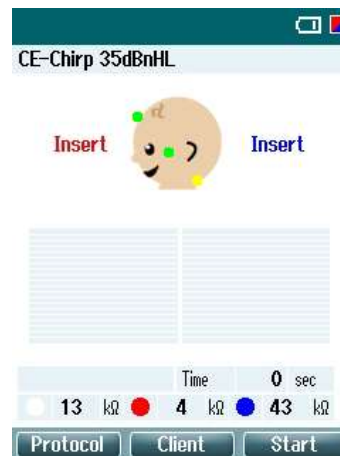 CE-Chirp 35dBnHL
Insert Insert
Time 0 sec
13 kΩ 4 kΩ 43 kΩ
Protocol Client Start